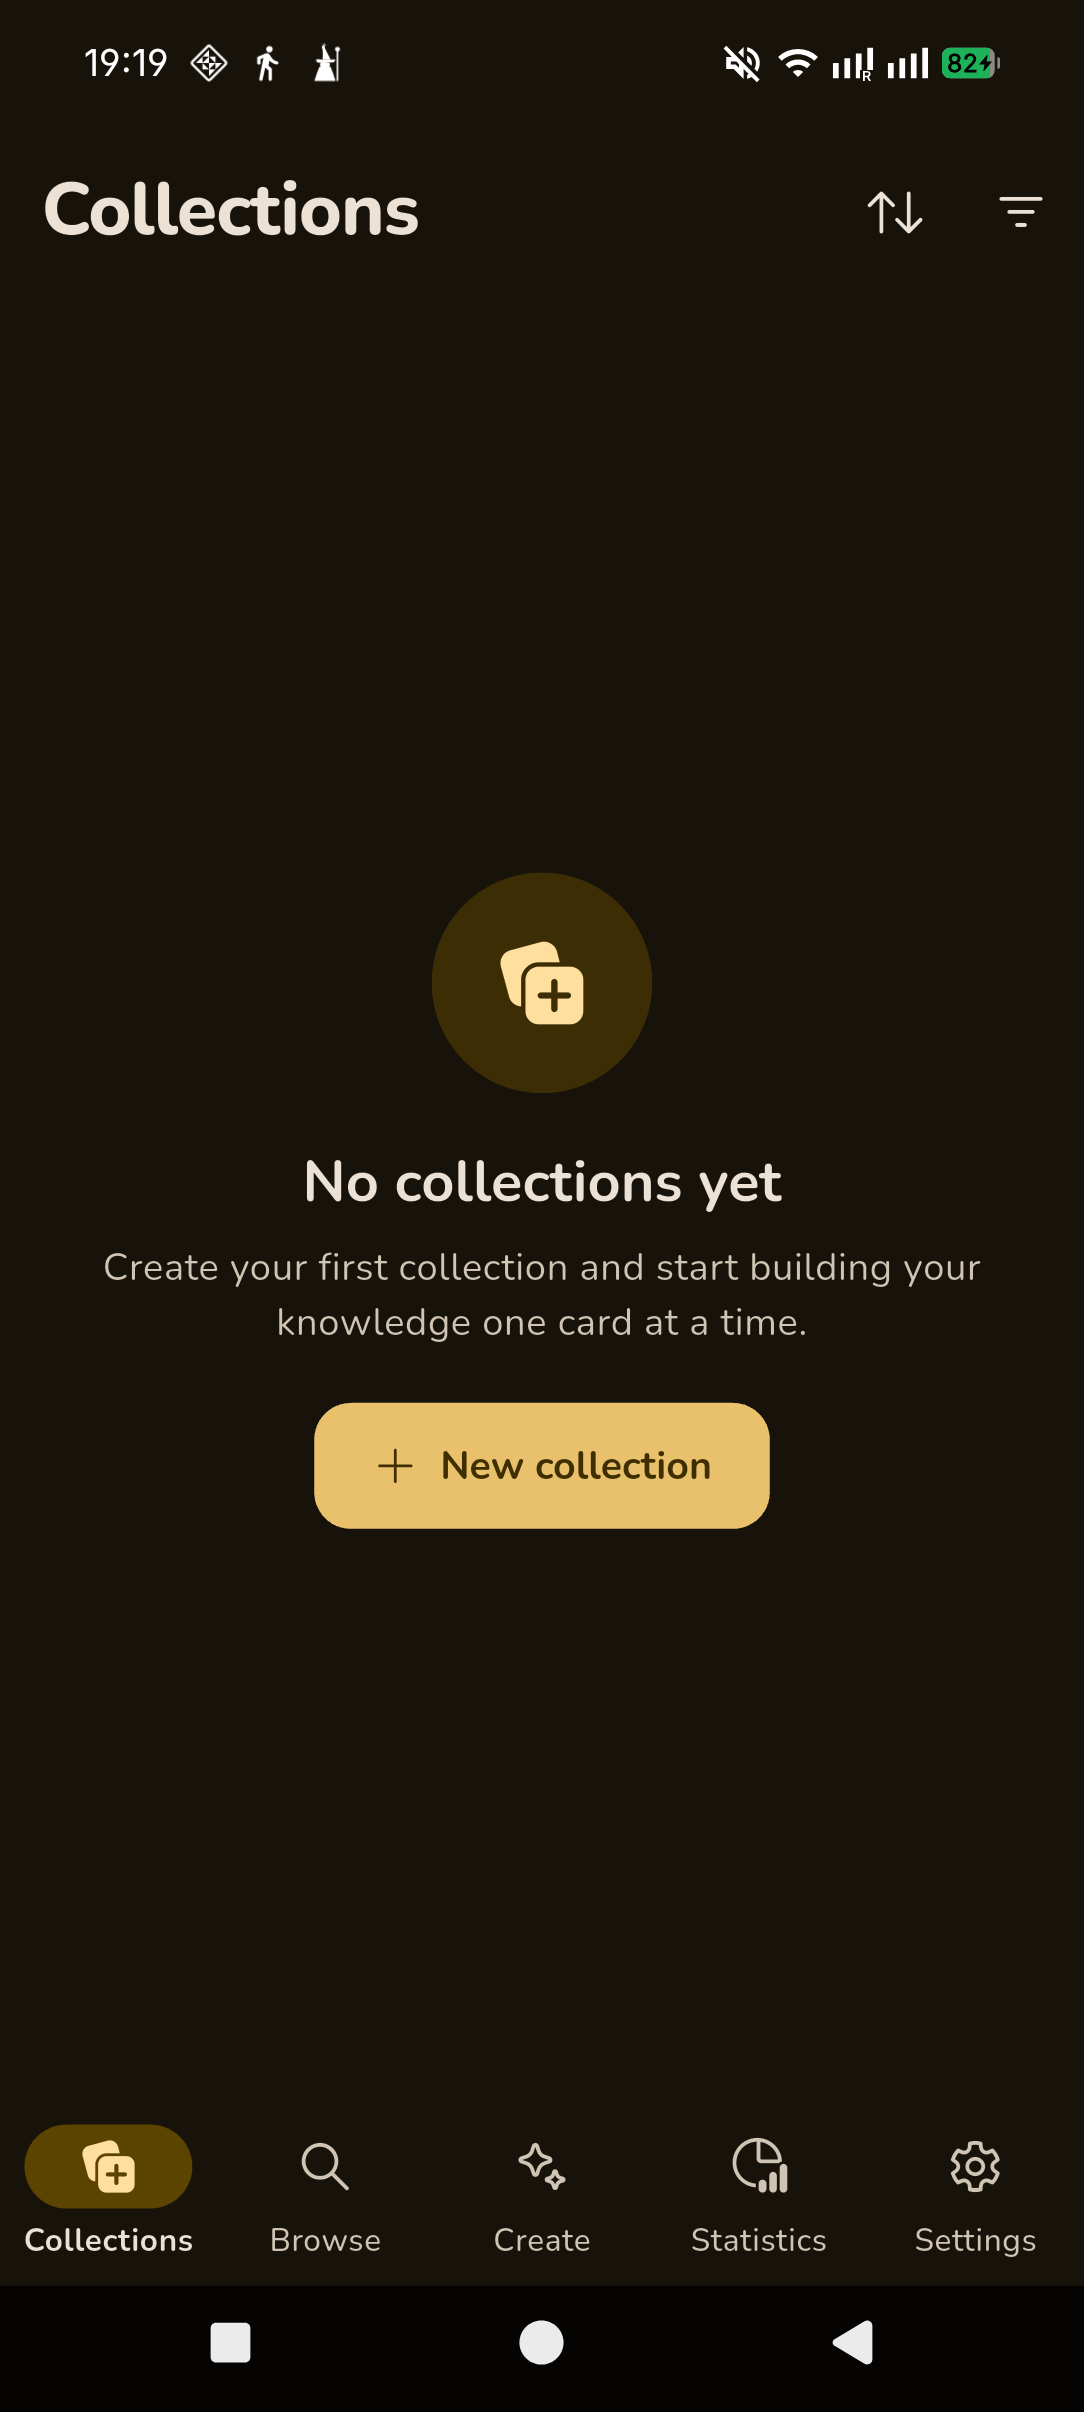 19:19
R
82
Collections
No collections yet
Create your first collection and start building your
knowledge one card at a time.
New collection
Collections
Browse
Create
Statistics
Settings